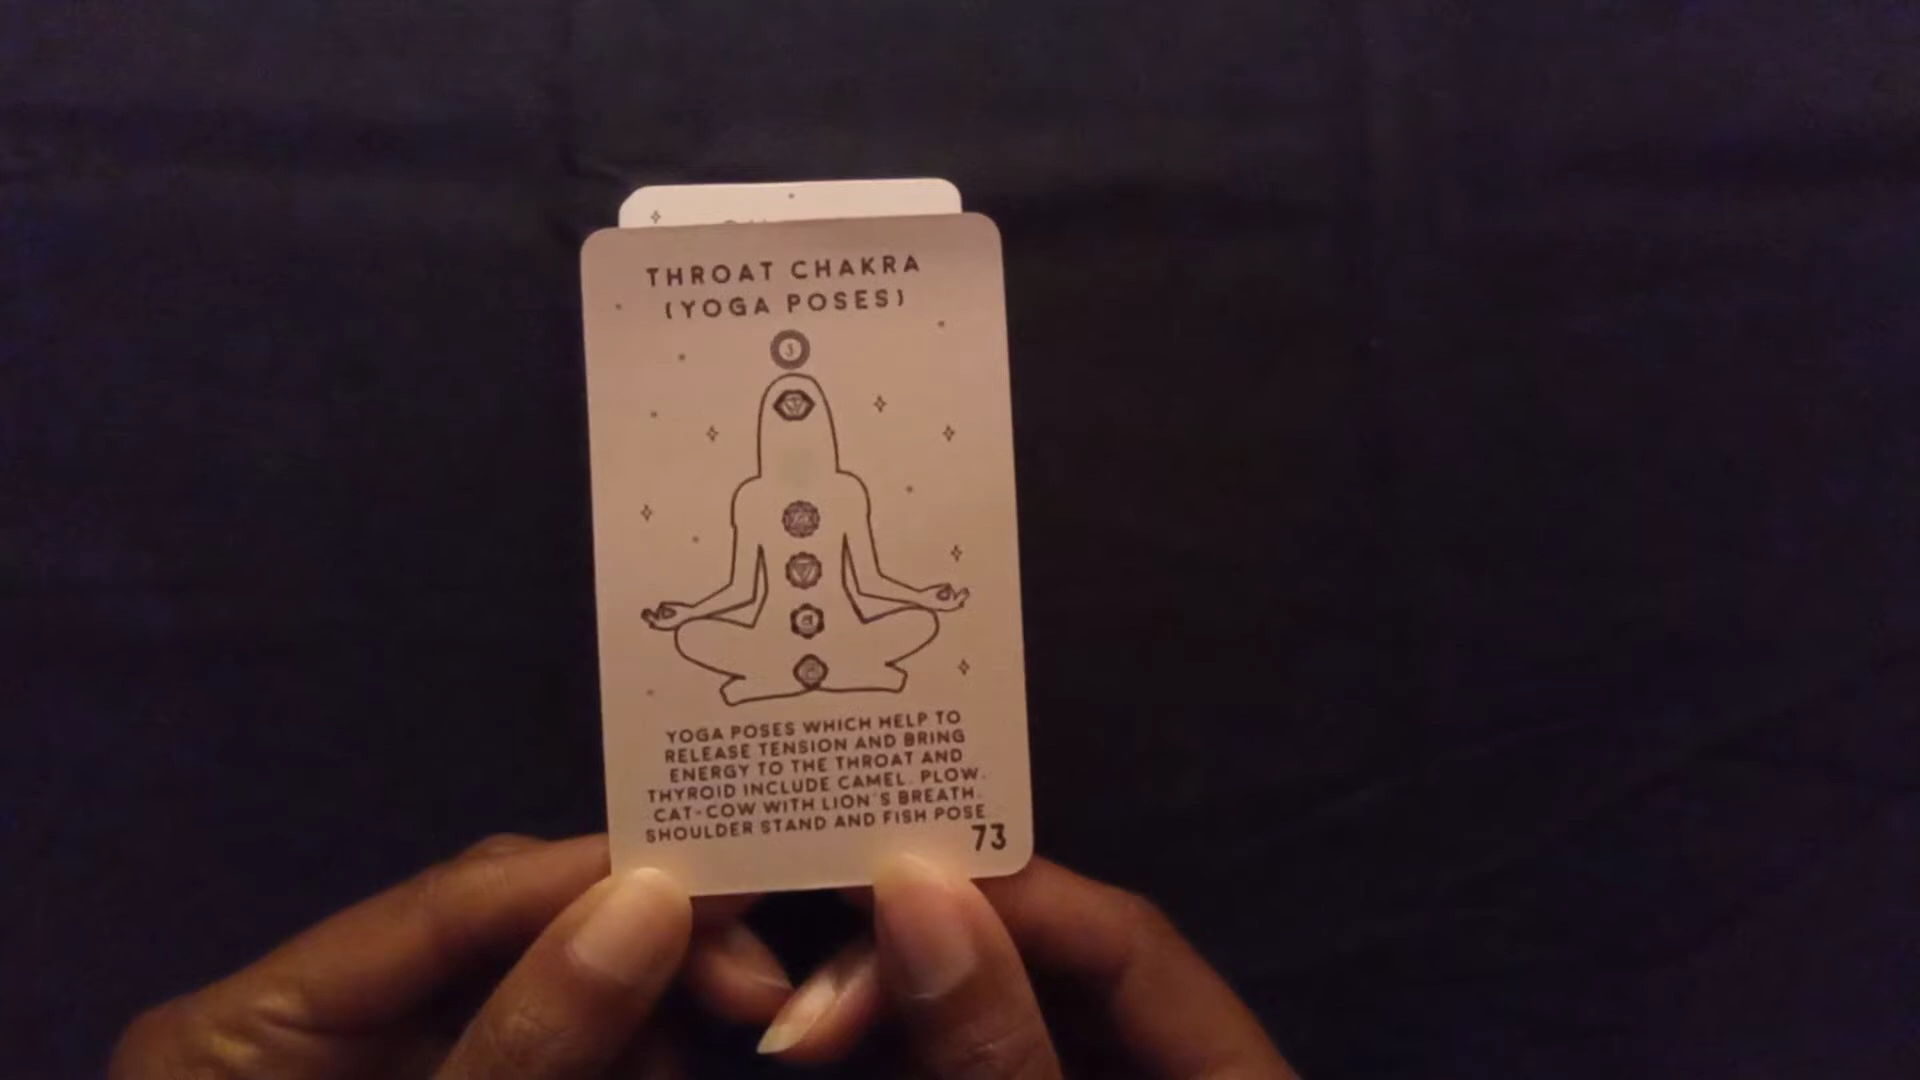 THROAT CHAKRA
(YOGA POSES)
YOGA POSES WHICH HELP TO
RELEASE TENSION AND BRING
ENERGY TO THE THROAT AND
THYROID INCLUDE CAMEL, PLOW,
CAT-COW WITH LION'S BREATH,
SHOULDER STAND AND FISH POSE
73